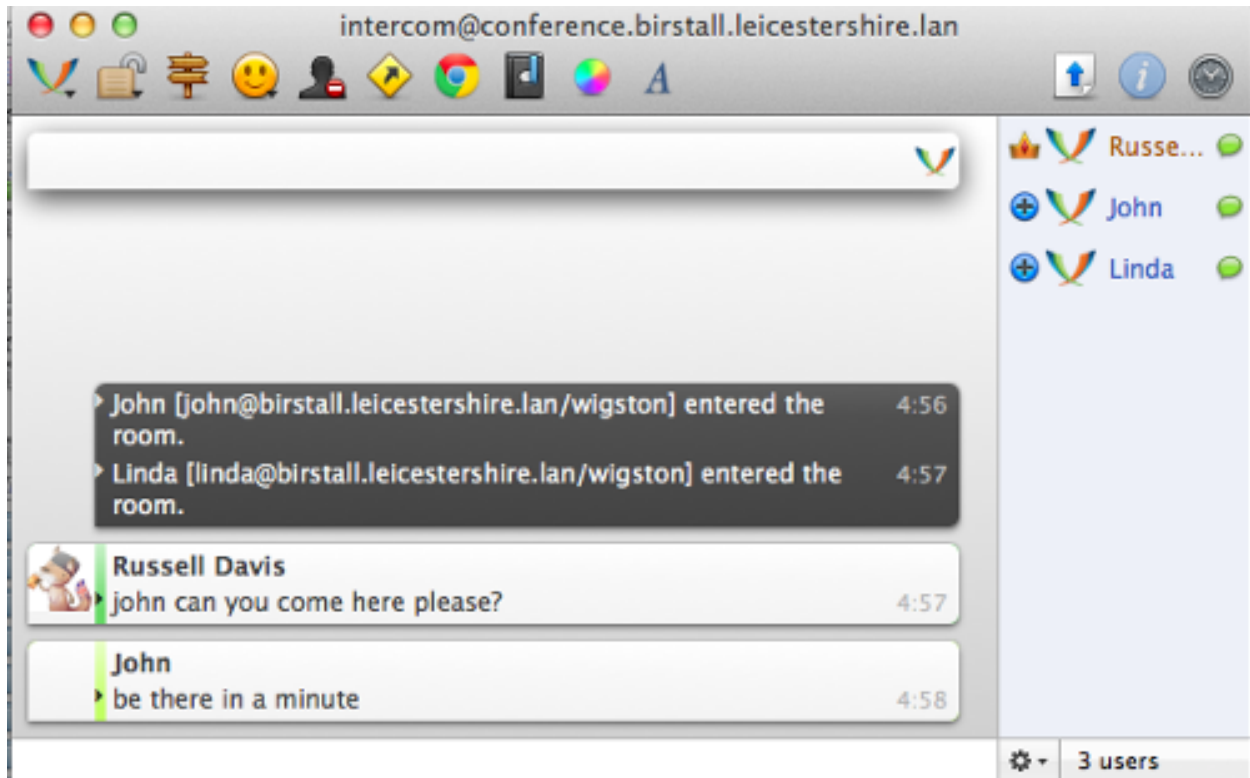 intercom@conference.birstall.leicestershire.lan
A
Russe...
John
Linda
John [john@birstall.leicestershire.lan/wigston] entered the
room.
4:56
Linda [linda@birstall.leicestershire.lan/wigston] entered the
room.
4:57
Russell Davis
john can you come here please?
4:57
John
be there in a minute
4:58
3 users